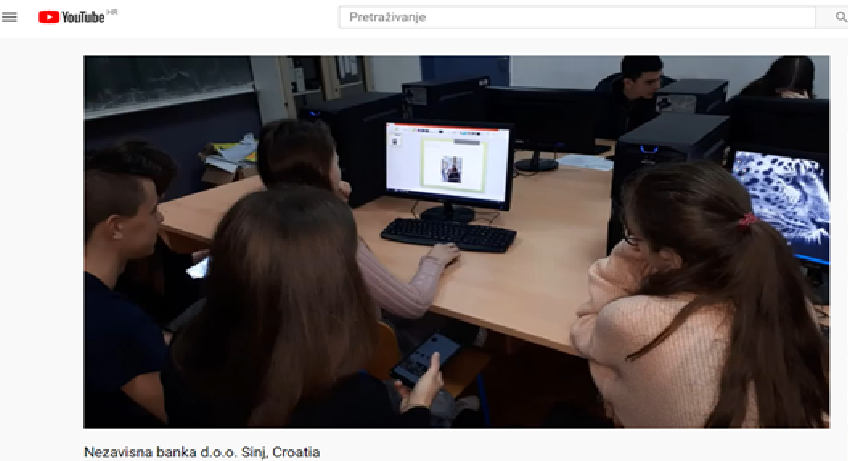 YouTube HR
Pretraživanje
Nezavisna banka d.o.o. Sinj, Croatia